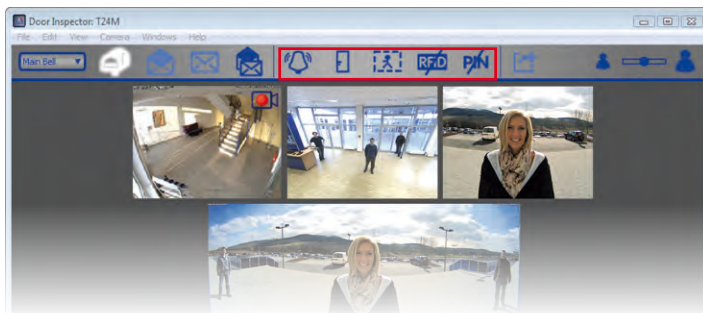 Door Inspector: T24M
File Edit View Camera Windows Help
Main Bell
RFID PIN